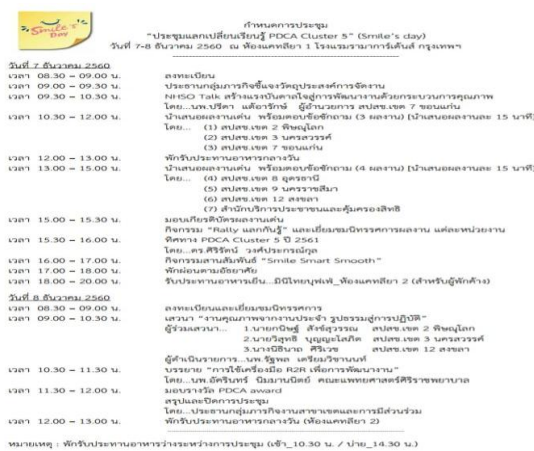 Smile's
DAY
กำหนดการประชุม
"ประชุมแลกเปลี่ยนเรียนรู้ PDCA Cluster 5" (Smile's day)
วันที่ 7-8 ธันวาคม 2560 ณ ห้องแคทลียา 1 โรงแรมรามาการ์เด้นส์ กรุงเทพฯ
วันที่ 7 ธันวาคม 2560
เวลา 08.30 – 09.00 น. ลงทะเบียน
เวลา 09.00 – 09.30 น. ประธานกลุ่มภารกิจชี้แจงวัตถุประสงค์การจัดงาน
เวลา 09.30 – 10.30 น. NHSO Talk สร้างแรงบันดาลใจสู่การพัฒนางานด้วยกระบวนการคุณภาพ
โดย...นพ.ปรีดา แต้อารักษ์ ผู้อำนวยการ สปสช.เขต 7 ขอนแก่น
เวลา 10.30 – 12.00 น. นำเสนอผลงานเด่น พร้อมตอบข้อซักถาม (3 ผลงาน) [นำเสนอผลงานละ 15 นาที]
โดย... (1) สปสช.เขต 2 พิษณุโลก
(2) สปสช.เขต 3 นครสวรรค์
(3) สปสช.เขต 7 ขอนแก่น
เวลา 12.00 – 13.00 น. พักรับประทานอาหารกลางวัน
เวลา 13.00 – 15.00 น. นำเสนอผลงานเด่น พร้อมตอบข้อซักถาม (4 ผลงาน) [นำเสนอผลงานละ 15 นาที]
โดย... (4) สปสช.เขต 8 อุดรธานี
(5) สปสช.เขต 9 นครราชสีมา
(6) สปสช.เขต 12 สงขลา
(7) สำนักบริการประชาชนและคุ้มครองสิทธิ
เวลา 15.00 – 15.30 น. มอบเกียรติบัตรผลงานเด่น
กิจกรรม "Rally แลกกันรู้" และเยี่ยมชมนิทรรศการผลงาน แต่ละหน่วยงาน
เวลา 15.30 – 16.00 น. ทิศทาง PDCA Cluster 5 ปี 2561
โดย...ดร.ศิริรัตน์ วงศ์ประกรณ์กุล
เวลา 16.00 – 17.00 น. กิจกรรมสานสัมพันธ์ "Smile Smart Smooth"
เวลา 17.00 – 18.00 น. พักผ่อนตามอัธยาศัย
เวลา 18.00 – 20.00 น. รับประทานอาหารเย็น...มินิไทยบุฟเฟ่_ห้องแคทลียา 2 (สำหรับผู้พักค้าง)
วันที่ 8 ธันวาคม 2560
เวลา 08.30 – 09.00 น. ลงทะเบียนและเยี่ยมชมนิทรรศการ
เวลา 09.00 – 10.30 น. เสวนา "งานคุณภาพจากงานประจำ รูปธรรมสู่การปฏิบัติ"
ผู้ร่วมเสวนา... 1.นายกนิษฐ์ สังข์สุวรรณ สปสช.เขต 2 พิษณุโลก
2.นายวิสุทธิ์ บุญญะโสภิต สปสช.เขต 3 นครสวรรค์
3.นางนิธินาถ ศิริเวช สปสช.เขต 12 สงขลา
ผู้ดำเนินรายการ...นพ.รัฐพล เตรียมวิชานนท์
เวลา 10.30 – 11.30 น. บรรยาย "การใช้เครื่องมือ R2R เพื่อการพัฒนางาน"
โดย...นพ.อัครินทร์ นิมมานนิตย์ คณะแพทยศาสตร์ศิริราชพยาบาล
เวลา 11.30 – 12.00 น. มอบรางวัล PDCA award
สรุปและปิดการประชุม
โดย...ประธานกลุ่มภารกิจงานสาขาเขตและการมีส่วนร่วม
เวลา 12.00 – 13.00 น. พักรับประทานอาหารกลางวัน (ห้องแคทลียา 2)
หมายเหตุ : พักรับประทานอาหารว่างระหว่างการประชุม (เช้า_10.30 น. / บ่าย_14.30 น.)